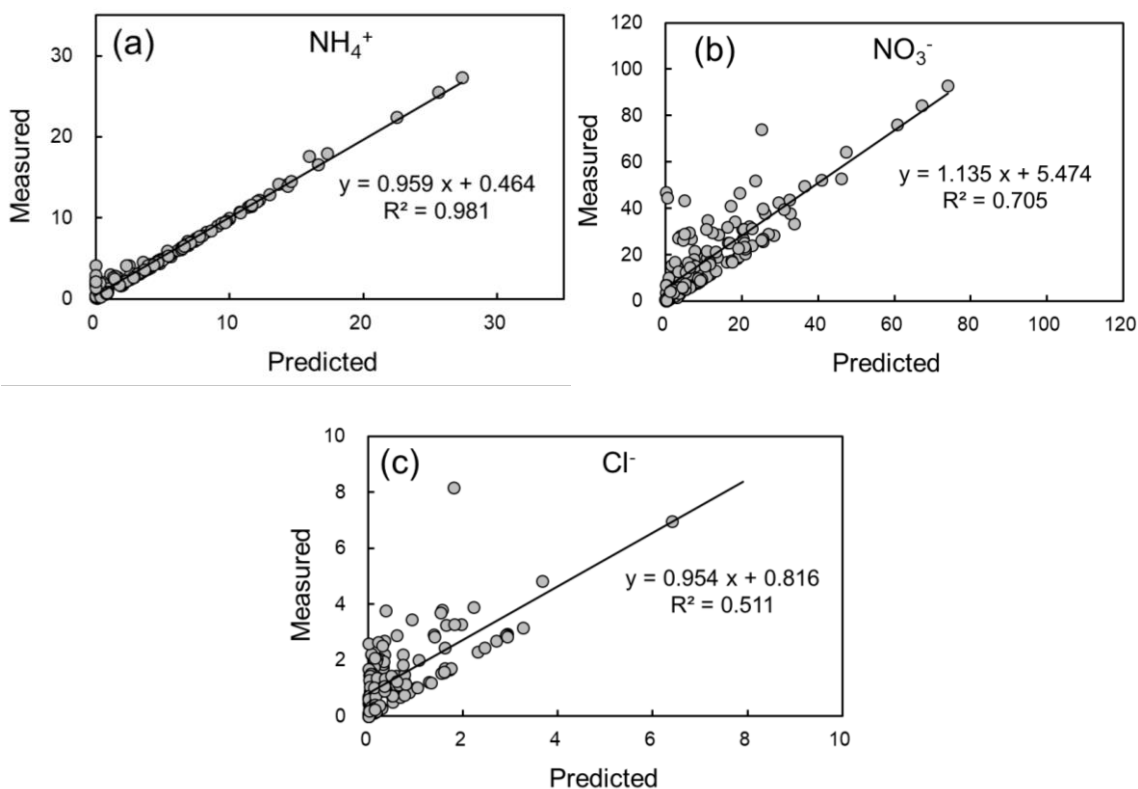 (a)
NH₄⁺
30
20
10
0
Measured
y = 0.959 x + 0.464
R² = 0.981
0 10 20 30
Predicted
(b)
NO₃⁻
120
100
80
60
40
20
0
Measured
y = 1.135 x + 5.474
R² = 0.705
0 20 40 60 80 100 120
Predicted
(c)
Cl⁻
10
8
6
4
2
0
Measured
y = 0.954 x + 0.816
R² = 0.511
0 2 4 6 8 10
Predicted